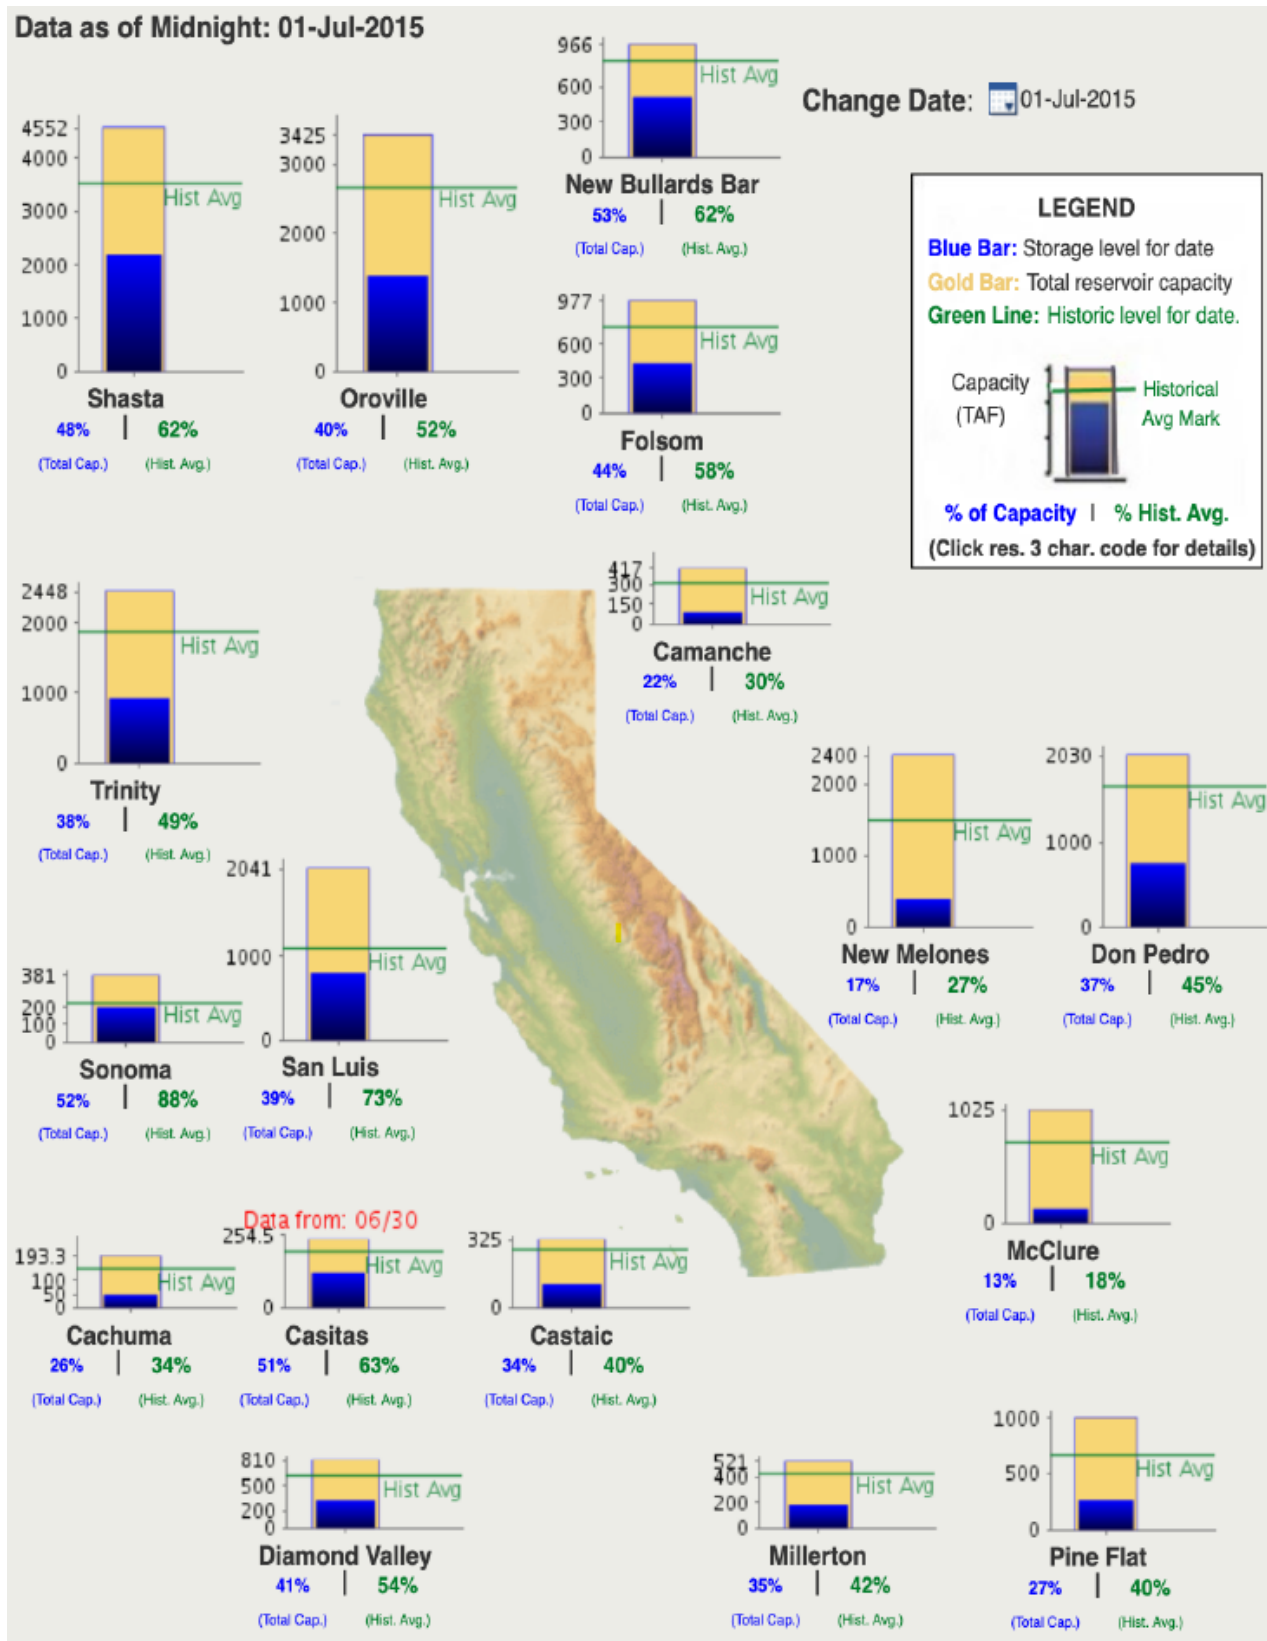 Data as of Midnight: 01-Jul-2015
966
600
300
0
Hist Avg
New Bullards Bar
53% | 62%
(Total Cap.) (Hist. Avg.)
Change Date: 01-Jul-2015
4552
4000
3000
2000
1000
0
Hist Avg
Shasta
48% | 62%
(Total Cap.) (Hist. Avg.)
3425
3000
2000
1000
0
Hist Avg
Oroville
40% | 52%
(Total Cap.) (Hist. Avg.)
977
600
300
0
Hist Avg
Folsom
44% | 58%
(Total Cap.) (Hist. Avg.)
LEGEND
Blue Bar: Storage level for date
Gold Bar: Total reservoir capacity
Green Line: Historic level for date.
Capacity
(TAF)
Historical
Avg Mark
% of Capacity | % Hist. Avg.
(Click res. 3 char. code for details)
2448
2000
1000
0
Hist Avg
Trinity
38% | 49%
(Total Cap.) (Hist. Avg.)
417
300
150
0
Hist Avg
Camanche
22% | 30%
(Total Cap.) (Hist. Avg.)
2400
2000
1000
0
Hist Avg
New Melones
17% | 27%
(Total Cap.) (Hist. Avg.)
2030
1000
0
Hist Avg
Don Pedro
37% | 45%
(Total Cap.) (Hist. Avg.)
381
200
100
0
Hist Avg
Sonoma
52% | 88%
(Total Cap.) (Hist. Avg.)
2041
1000
0
Hist Avg
San Luis
39% | 73%
(Total Cap.) (Hist. Avg.)
1025
0
Hist Avg
McClure
13% | 18%
(Total Cap.) (Hist. Avg.)
193.3
100
50
0
Hist Avg
Cachuma
26% | 34%
(Total Cap.) (Hist. Avg.)
Data from: 06/30
254.5
0
Hist Avg
Casitas
51% | 63%
(Total Cap.) (Hist. Avg.)
325
0
Hist Avg
Castaic
34% | 40%
(Total Cap.) (Hist. Avg.)
810
500
200
0
Hist Avg
Diamond Valley
41% | 54%
(Total Cap.) (Hist. Avg.)
521
400
200
0
Hist Avg
Millerton
35% | 42%
(Total Cap.) (Hist. Avg.)
1000
500
0
Hist Avg
Pine Flat
27% | 40%
(Total Cap.) (Hist. Avg.)